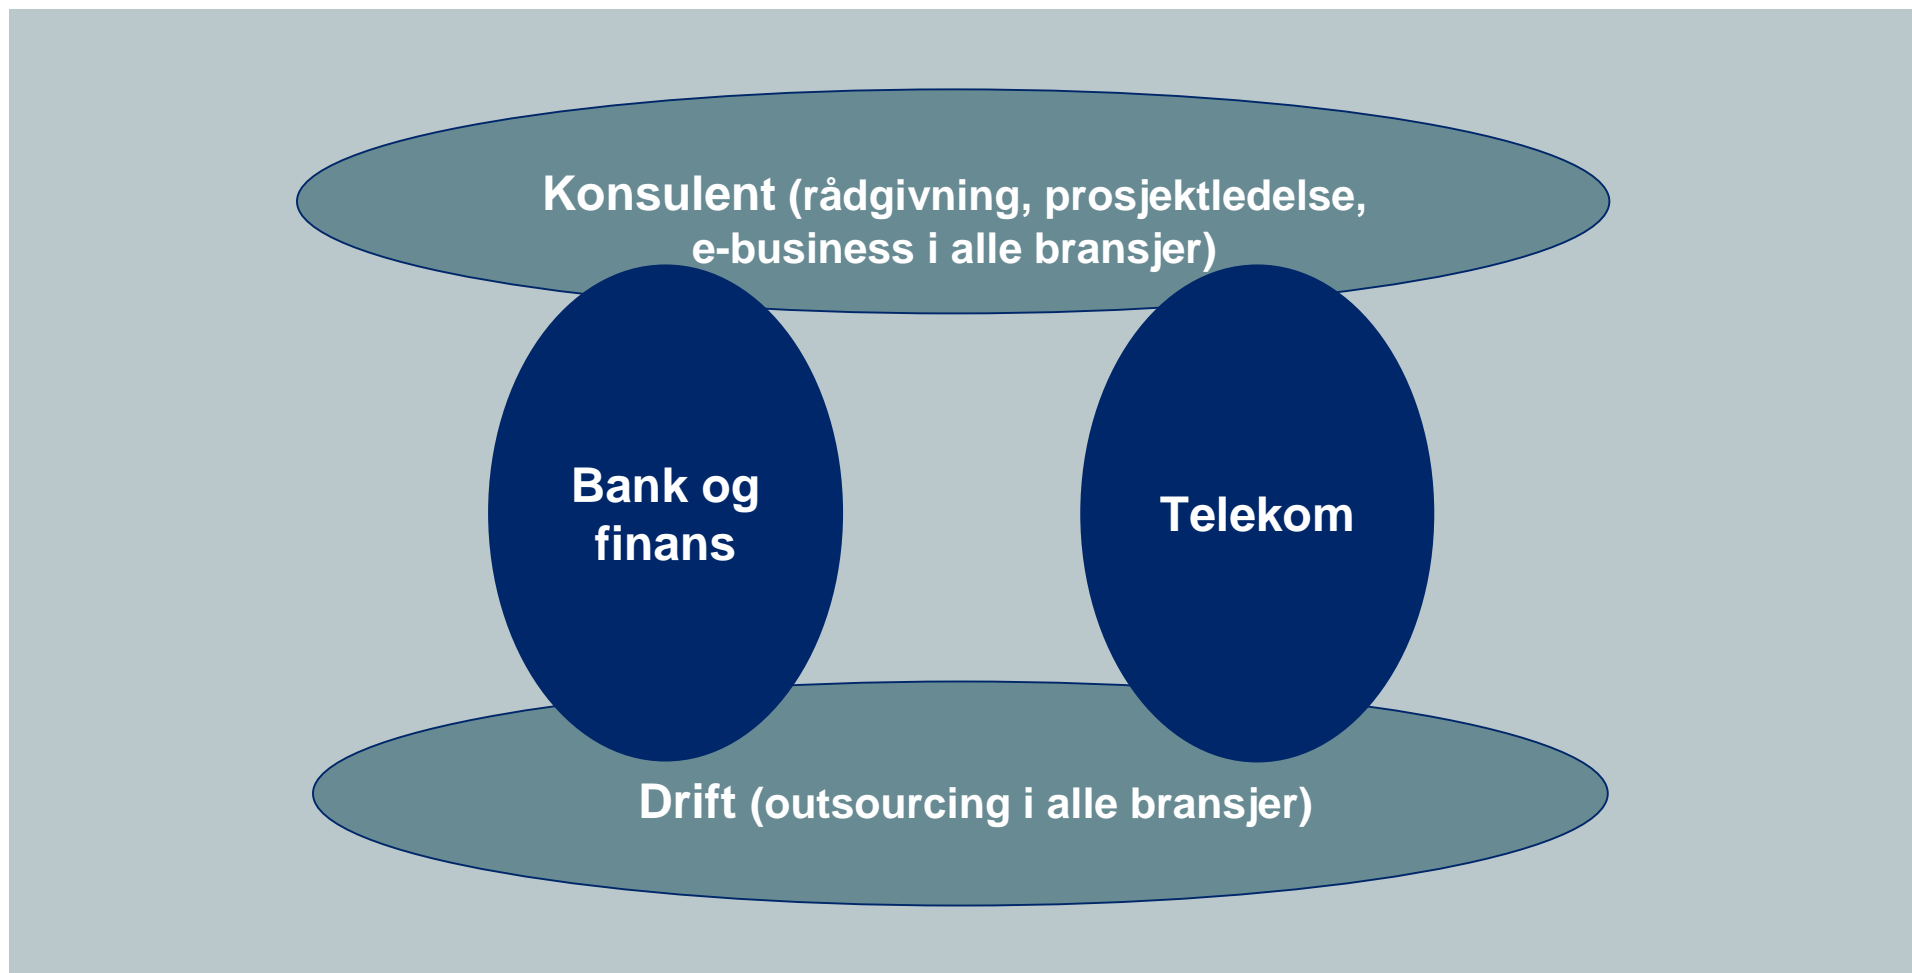 Konsulent (rådgivning, prosjektledelse,
e-business i alle bransjer)
Bank og
finans
Telekom
Drift (outsourcing i alle bransjer)